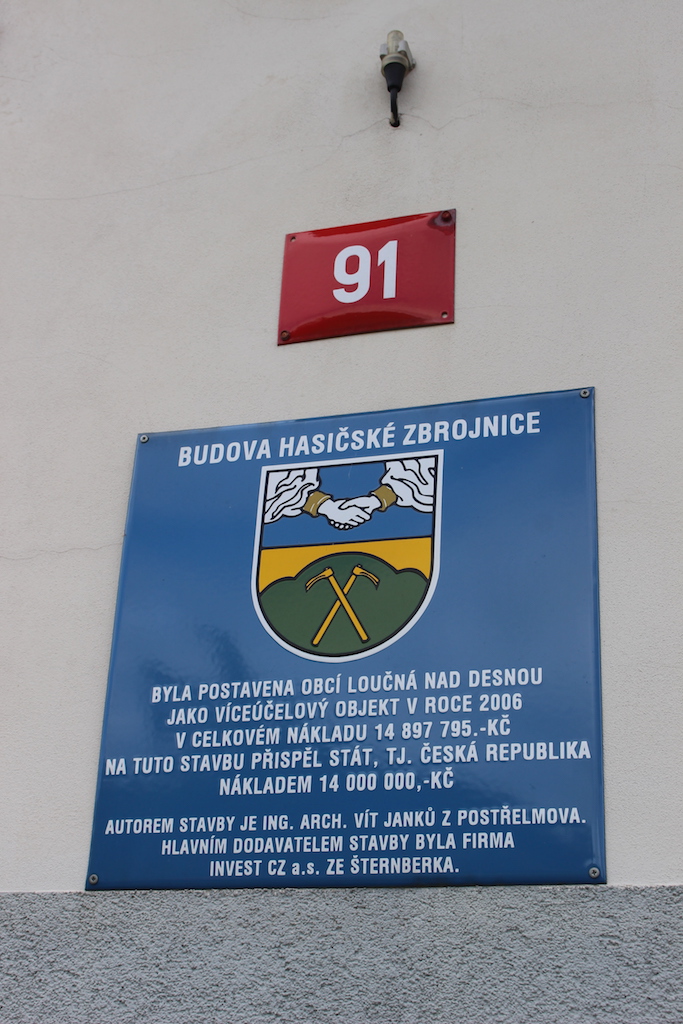 91
BUDOVA HASIČSKÉ ZBROJNICE
BYLA POSTAVENA OBCÍ LOUČNÁ NAD DESNOU
JAKO VÍCEÚČELOVÝ OBJEKT V ROCE 2006
V CELKOVÉM NÁKLADU 14 897 795.-KČ
NA TUTO STAVBU PŘISPĚL STÁT, TJ. ČESKÁ REPUBLIKA
NÁKLADEM 14 000 000,-KČ
AUTOREM STAVBY JE ING. ARCH. VÍT JANKŮ Z POSTŘELMOVA.
HLAVNÍM DODAVATELEM STAVBY BYLA FIRMA
INVEST CZ a.s. ZE ŠTERNBERKA.